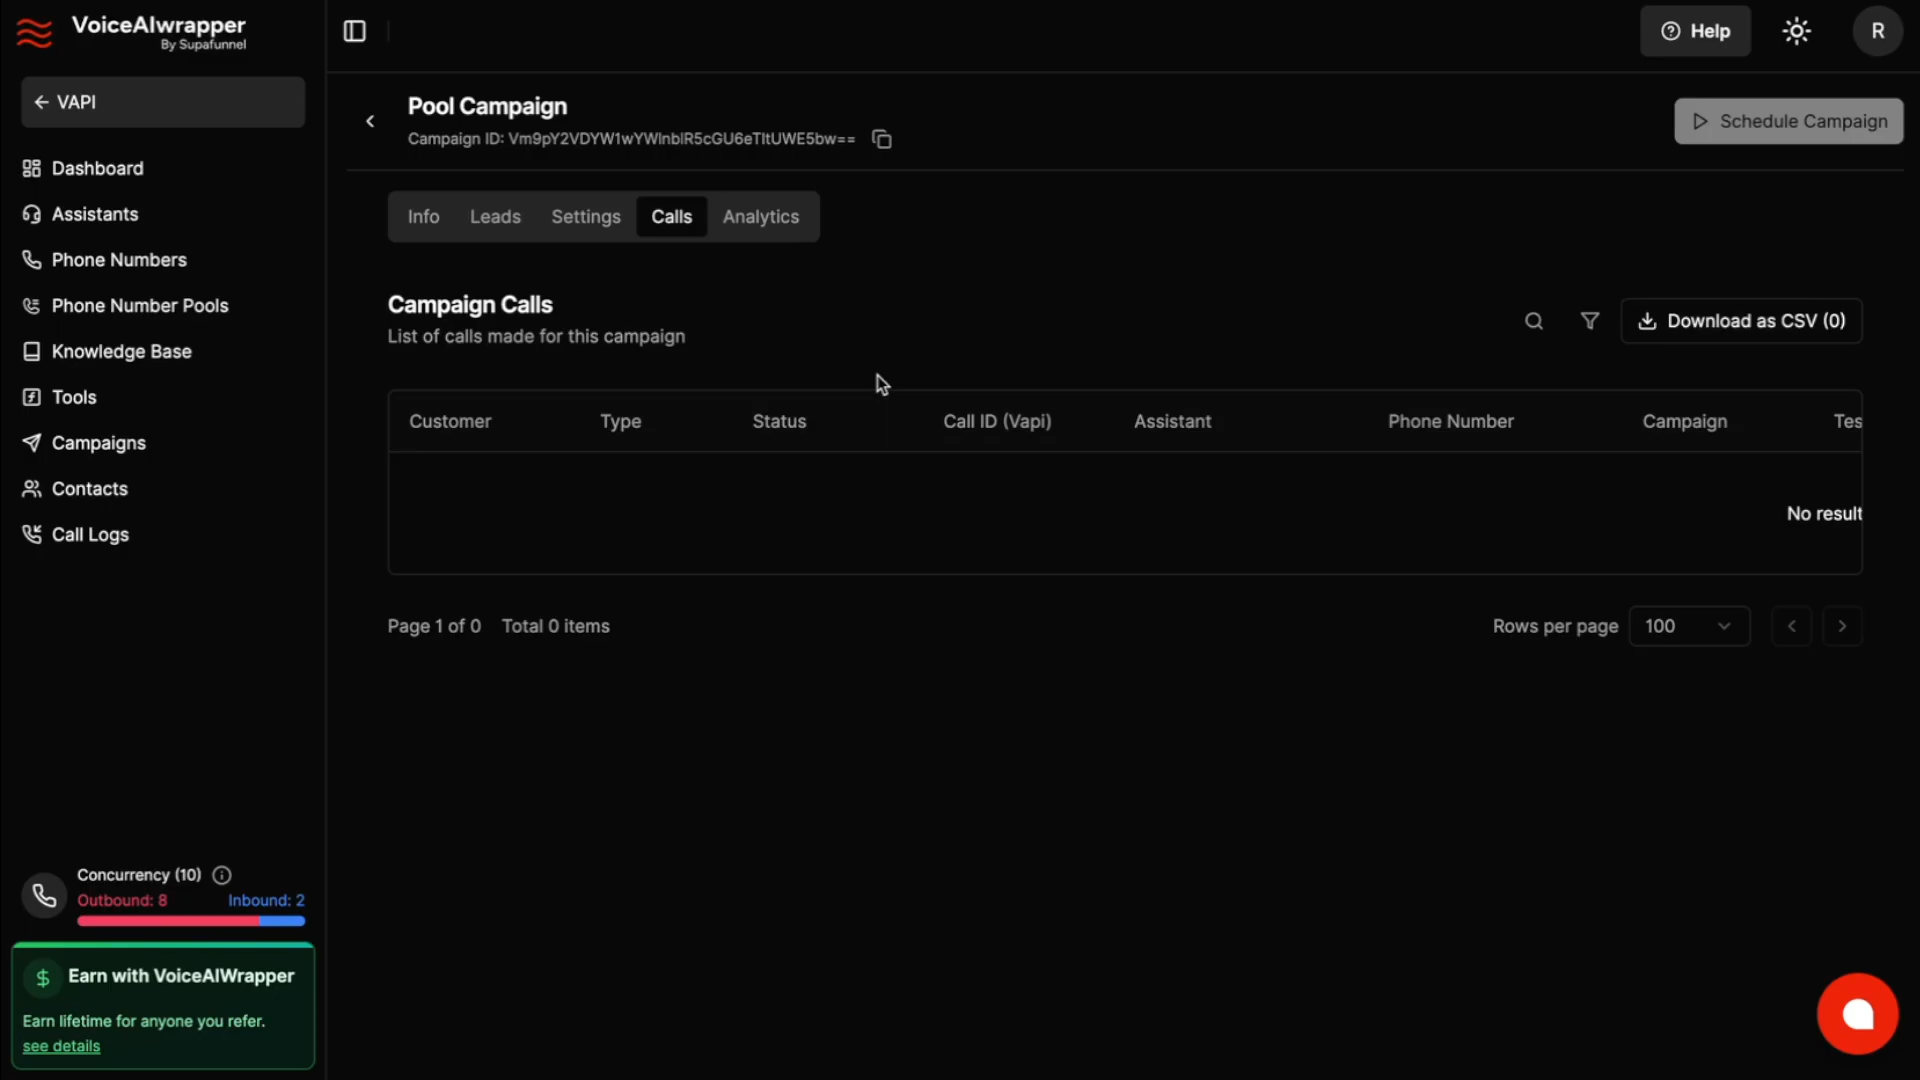 VoiceAIwrapper
By Supafunnel
Help
R
VAPI
Pool Campaign
Campaign ID: Vm9pY2VDYW1wYWlnblR5cGU6eTltUWE5bw==
Schedule Campaign
Dashboard
Assistants
Phone Numbers
Phone Number Pools
Knowledge Base
Tools
Campaigns
Contacts
Call Logs
Info
Leads
Settings
Calls
Analytics
Campaign Calls
List of calls made for this campaign
Download as CSV (0)
Customer
Type
Status
Call ID (Vapi)
Assistant
Phone Number
Campaign
Tes
No result
Page 1 of 0
Total 0 items
Rows per page
100
Concurrency (10)
Outbound: 8
Inbound: 2
$
Earn with VoiceAIWrapper
Earn lifetime for anyone you refer.
see details